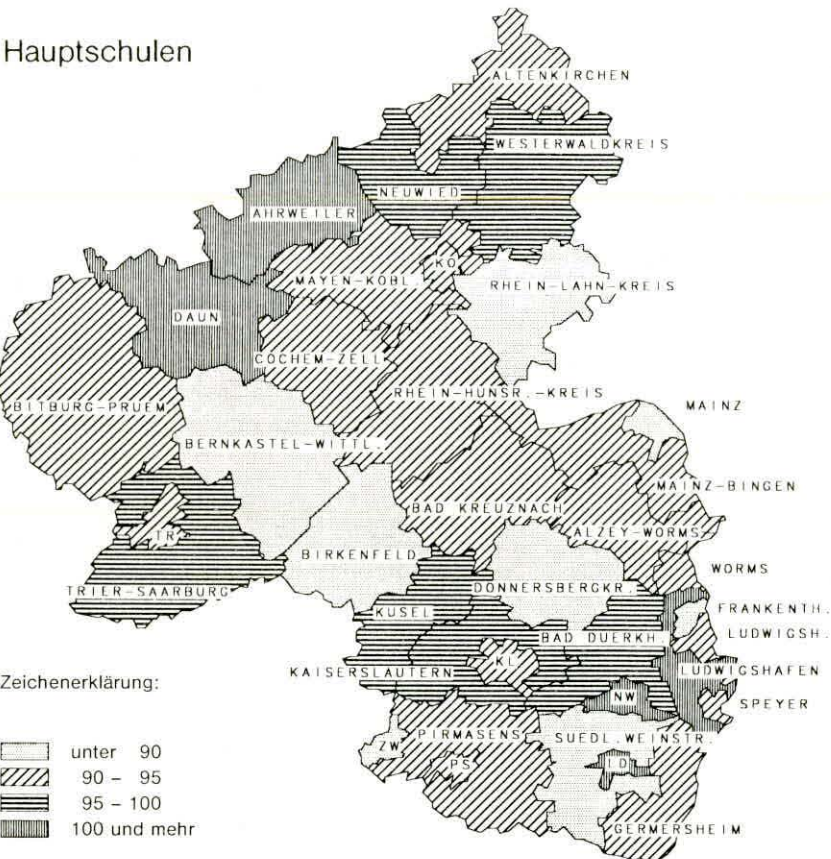 Hauptschulen
ALTENKIRCHEN
WESTERWALDKREIS
NEUWIED
AHRWEILER
KO
MAYEN-KOBL.
RHEIN-LAHN-KREIS
DAUN
COCHEM-ZELL
RHEIN-HUNSR.-KREIS
MAINZ
BITBURG-PRUEM
BERNKASTEL-WITTL.
MAINZ-BINGEN
BAD KREUZNACH
ALZEY-WORMS
TR
BIRKENFELD
WORMS
TRIER-SAARBURG
DONNERSBERGKR.
KUSEL
FRANKENTH.
BAD DUERKH.
LUDWIGSH.
KL
KAISERSLAUTERN
LUDWIGSHAFEN
NW
SPEYER
Zeichenerklärung:
PIRMASENS
SUEDL.WEINSTR.
ZW
PS
LD
unter 90
90 – 95
95 – 100
100 und mehr
GERMERSHEIM